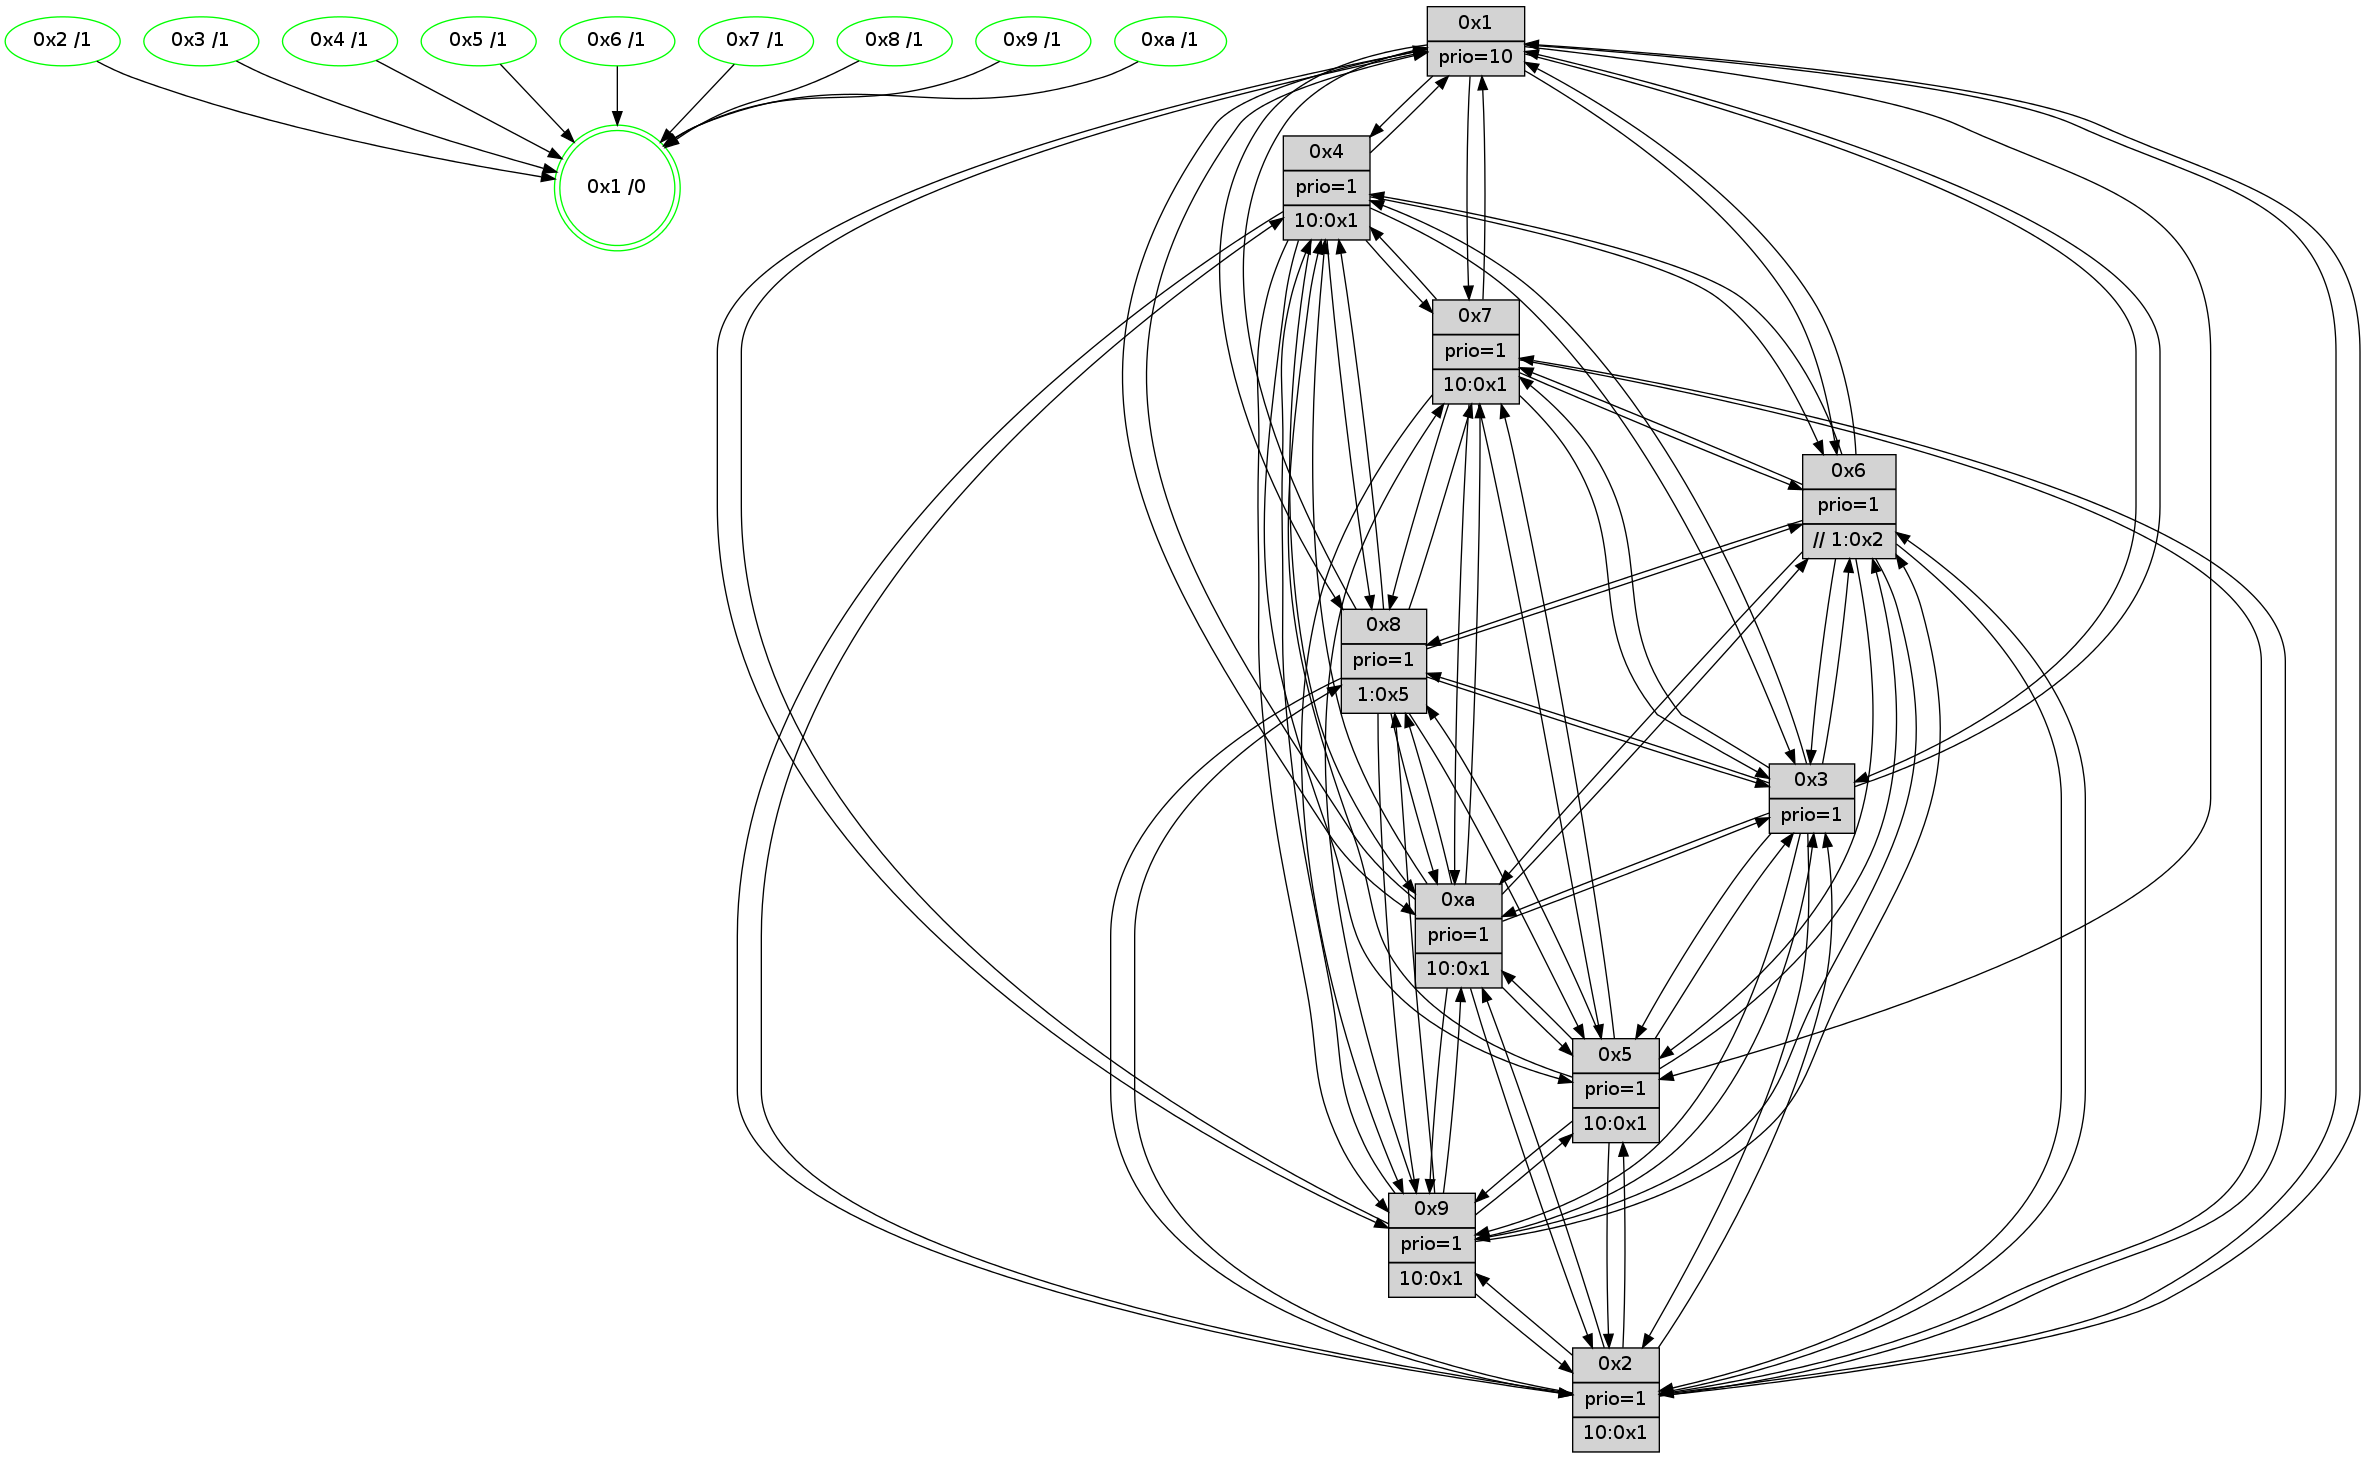 0x2 /1
0x3 /1
0x4 /1
0x5 /1
0x6 /1
0x7 /1
0x8 /1
0x9 /1
0xa /1
0x1 /0
0x1
prio=10
0x4
prio=1
10:0x1
0x7
prio=1
10:0x1
0x6
prio=1
// 1:0x2
0x8
prio=1
1:0x5
0x3
prio=1
0xa
prio=1
10:0x1
0x5
prio=1
10:0x1
0x9
prio=1
10:0x1
0x2
prio=1
10:0x1